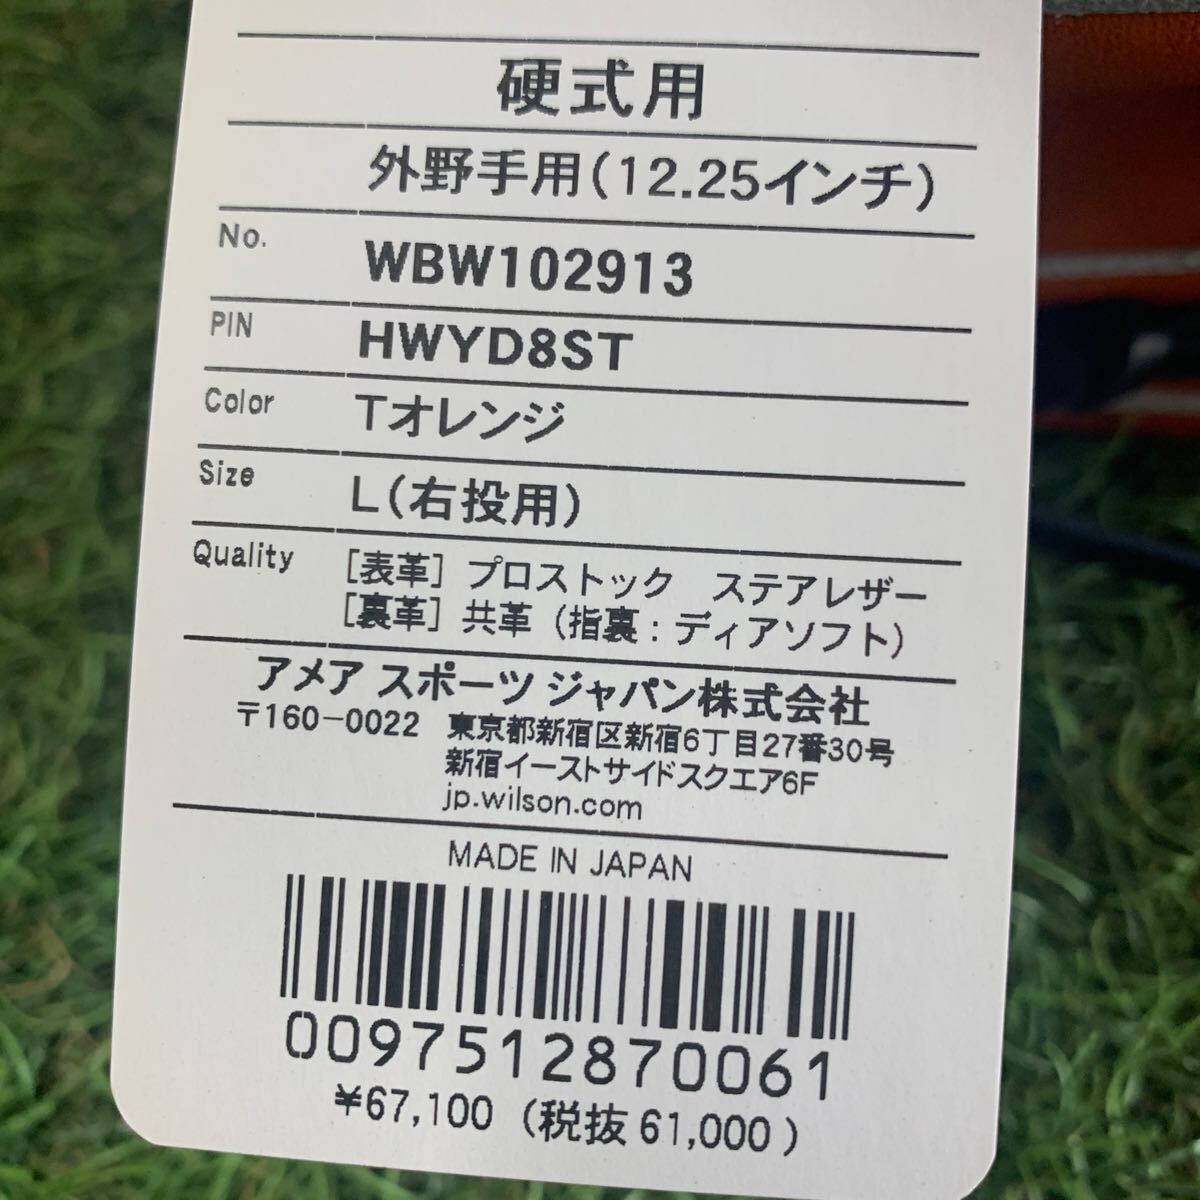 硬式用
外野手用(12.25インチ)
No. WBW102913
PIN HWYD8ST
Color Tオレンジ
Size L(右投用)
Quality [表革] プロストック ステアレザー
[裏革] 共革 (指裏:ディアソフト)
アメア スポーツ ジャパン株式会社
〒160-0022 東京都新宿区新宿6丁目27番30号
新宿イーストサイドスクエア6F
jp.wilson.com
MADE IN JAPAN
0097512870061
¥67,100 (税抜 61,000)